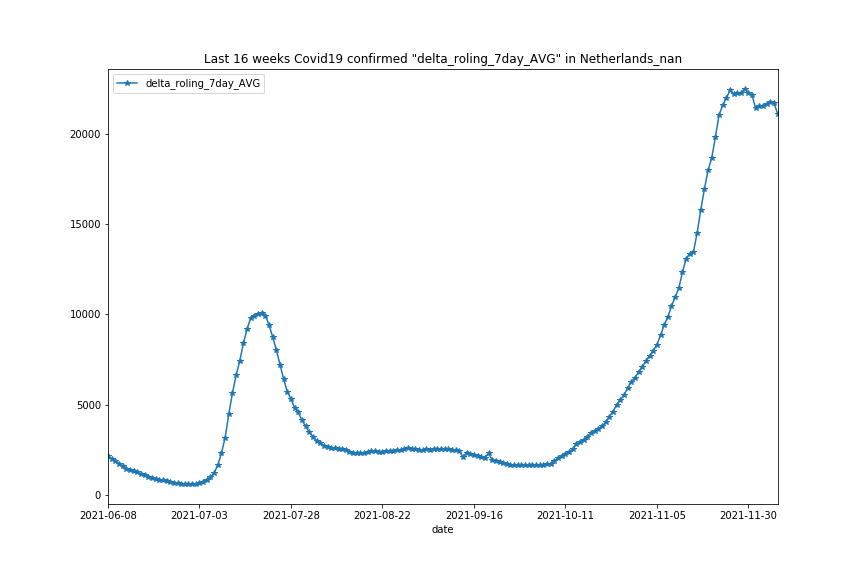 Last 16 weeks Covid19 confirmed "delta_roling_7day_AVG" in Netherlands_nan
delta_roling_7day_AVG
20000
15000
10000
5000
0
2021-06-08 2021-07-03 2021-07-28 2021-08-22 2021-09-16 2021-10-11 2021-11-05 2021-11-30
date